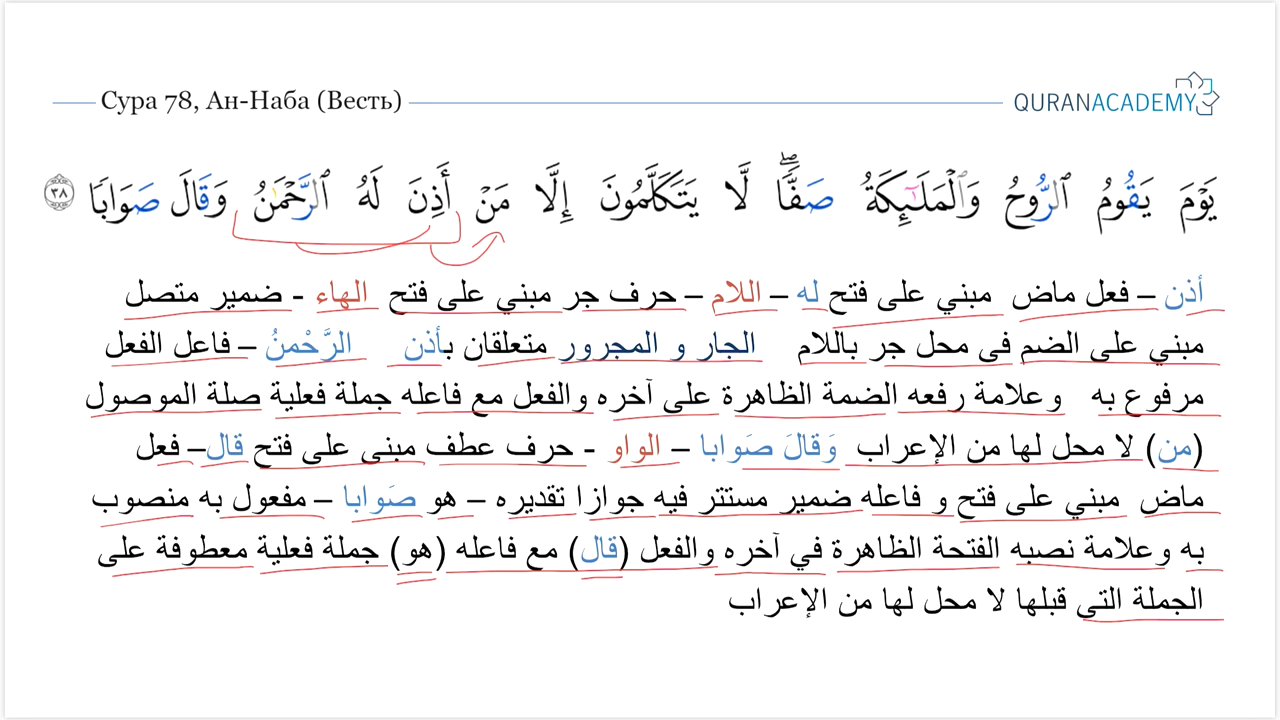 Сура 78, Ан-Наба (Весть)
QURANACADEMY
يَوْمَ يَقُومُ ٱلرُّوحُ وَٱلْمَلَـٰٓئِكَةُ صَفًّاۖ لَّا يَتَكَلَّمُونَ إِلَّا مَنْ أَذِنَ لَهُ ٱلرَّحْمَـٰنُ وَقَالَ صَوَابًا ٣٨
أذن – فعل ماض مبني على فتح له – اللام – حرف جر مبني على فتح الهاء - ضمير متصل
مبني على الضم في محل جر باللام الجار و المجرور متعلقان بأذن الرَّحْمنُ – فاعل الفعل
مرفوع به وعلامة رفعه الضمة الظاهرة على آخره والفعل مع فاعله جملة فعلية صلة الموصول
(من) لا محل لها من الإعراب وَقالَ صَوابا – الواو - حرف عطف مبنى على فتح قال– فعل
ماض مبني على فتح و فاعله ضمير مستتر فيه جوازا تقديره – هو صَوابا – مفعول به منصوب
به وعلامة نصبه الفتحة الظاهرة في آخره والفعل (قال) مع فاعله (هو) جملة فعلية معطوفة على
الجملة التي قبلها لا محل لها من الإعراب